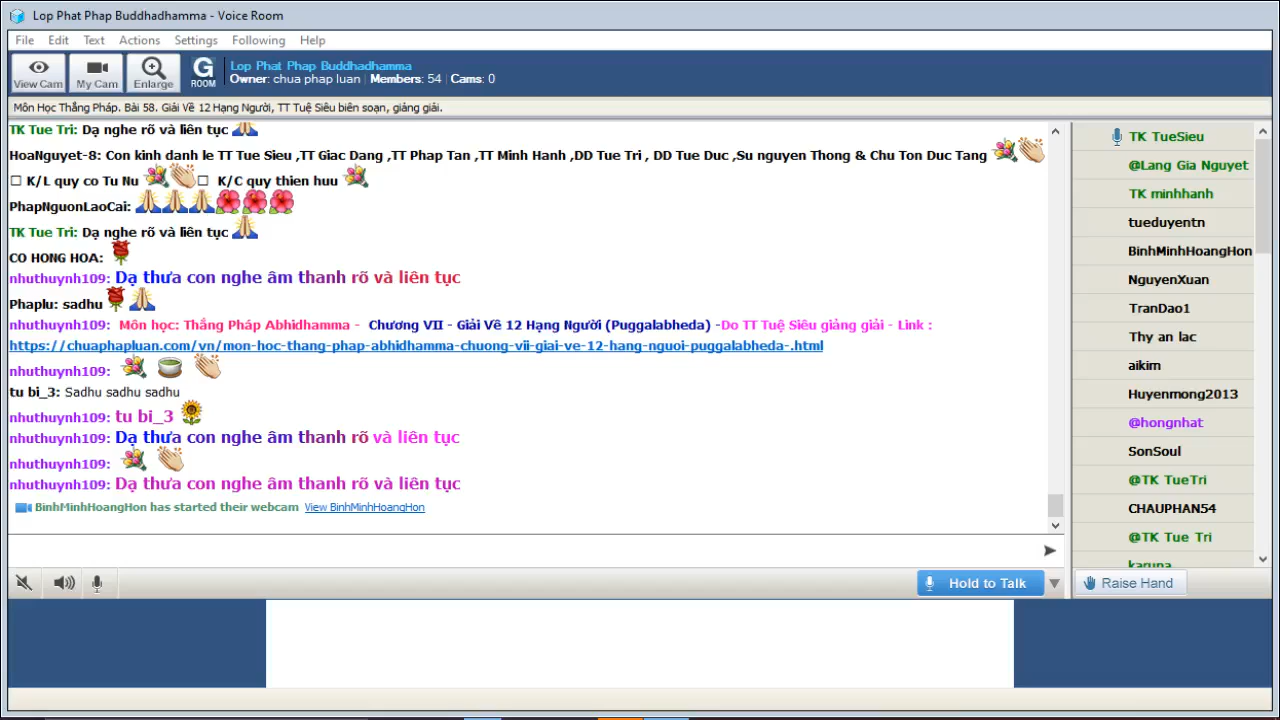 Lop Phat Phap Buddhadhamma - Voice Room
File Edit Text Actions Settings Following Help
View Cam My Cam Enlarge G ROOM
Lop Phat Phap Buddhadhamma
Owner: chua phap luan | Members: 54 | Cams: 0
Môn Học Thắng Pháp. Bài 58. Giải Về 12 Hạng Người, TT Tuệ Siêu biên soạn, giảng giải.
TK Tue Tri: Dạ nghe rõ và liên tục
HoaNguyet-8: Con kinh danh le TT Tue Sieu ,TT Giac Dang ,TT Phap Tan ,TT Minh Hanh ,DD Tue Tri , DD Tue Duc ,Su nguyen Thong & Chu Ton Duc Tang
K/L quy co Tu Nu K/C quy thien huu
PhapNguonLaoCai:
TK Tue Tri: Dạ nghe rõ và liên tục
CO HONG HOA:
nhuthuynh109: Dạ thưa con nghe âm thanh rõ và liên tục
Phaplu: sadhu
nhuthuynh109: Môn học: Thắng Pháp Abhidhamma - Chương VII - Giải Về 12 Hạng Người (Puggalabheda) -Do TT Tuệ Siêu giảng giải - Link :
https://chuaphapluan.com/vn/mon-hoc-thang-phap-abhidhamma-chuong-vii-giai-ve-12-hang-nguoi-puggalabheda-.html
nhuthuynh109:
tu bi_3: Sadhu sadhu sadhu
nhuthuynh109: tu bi_3
nhuthuynh109: Dạ thưa con nghe âm thanh rõ và liên tục
nhuthuynh109:
nhuthuynh109: Dạ thưa con nghe âm thanh rõ và liên tục
BinhMinhHoangHon has started their webcam View BinhMinhHoangHon
Hold to Talk
TK TueSieu
@Lang Gia Nguyet
TK minhhanh
tueduyentn
BinhMinhHoangHon
NguyenXuan
TranDao1
Thy an lac
aikim
Huyenmong2013
@hongnhat
SonSoul
@TK TueTri
CHAUPHAN54
@TK Tue Tri
karuna
Raise Hand